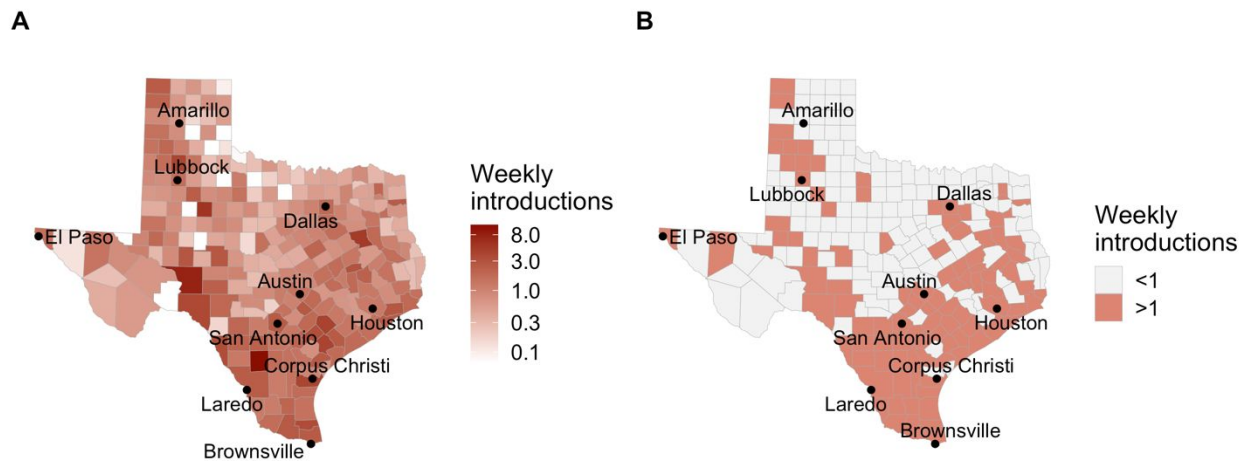 A
Amarillo
Lubbock
Dallas
El Paso
Austin
Houston
San Antonio
Corpus Christi
Laredo
Brownsville
Weekly
introductions
8.0
3.0
1.0
0.3
0.1
B
Amarillo
Lubbock
Dallas
El Paso
Austin
Houston
San Antonio
Corpus Christi
Laredo
Brownsville
Weekly
introductions
<1
>1